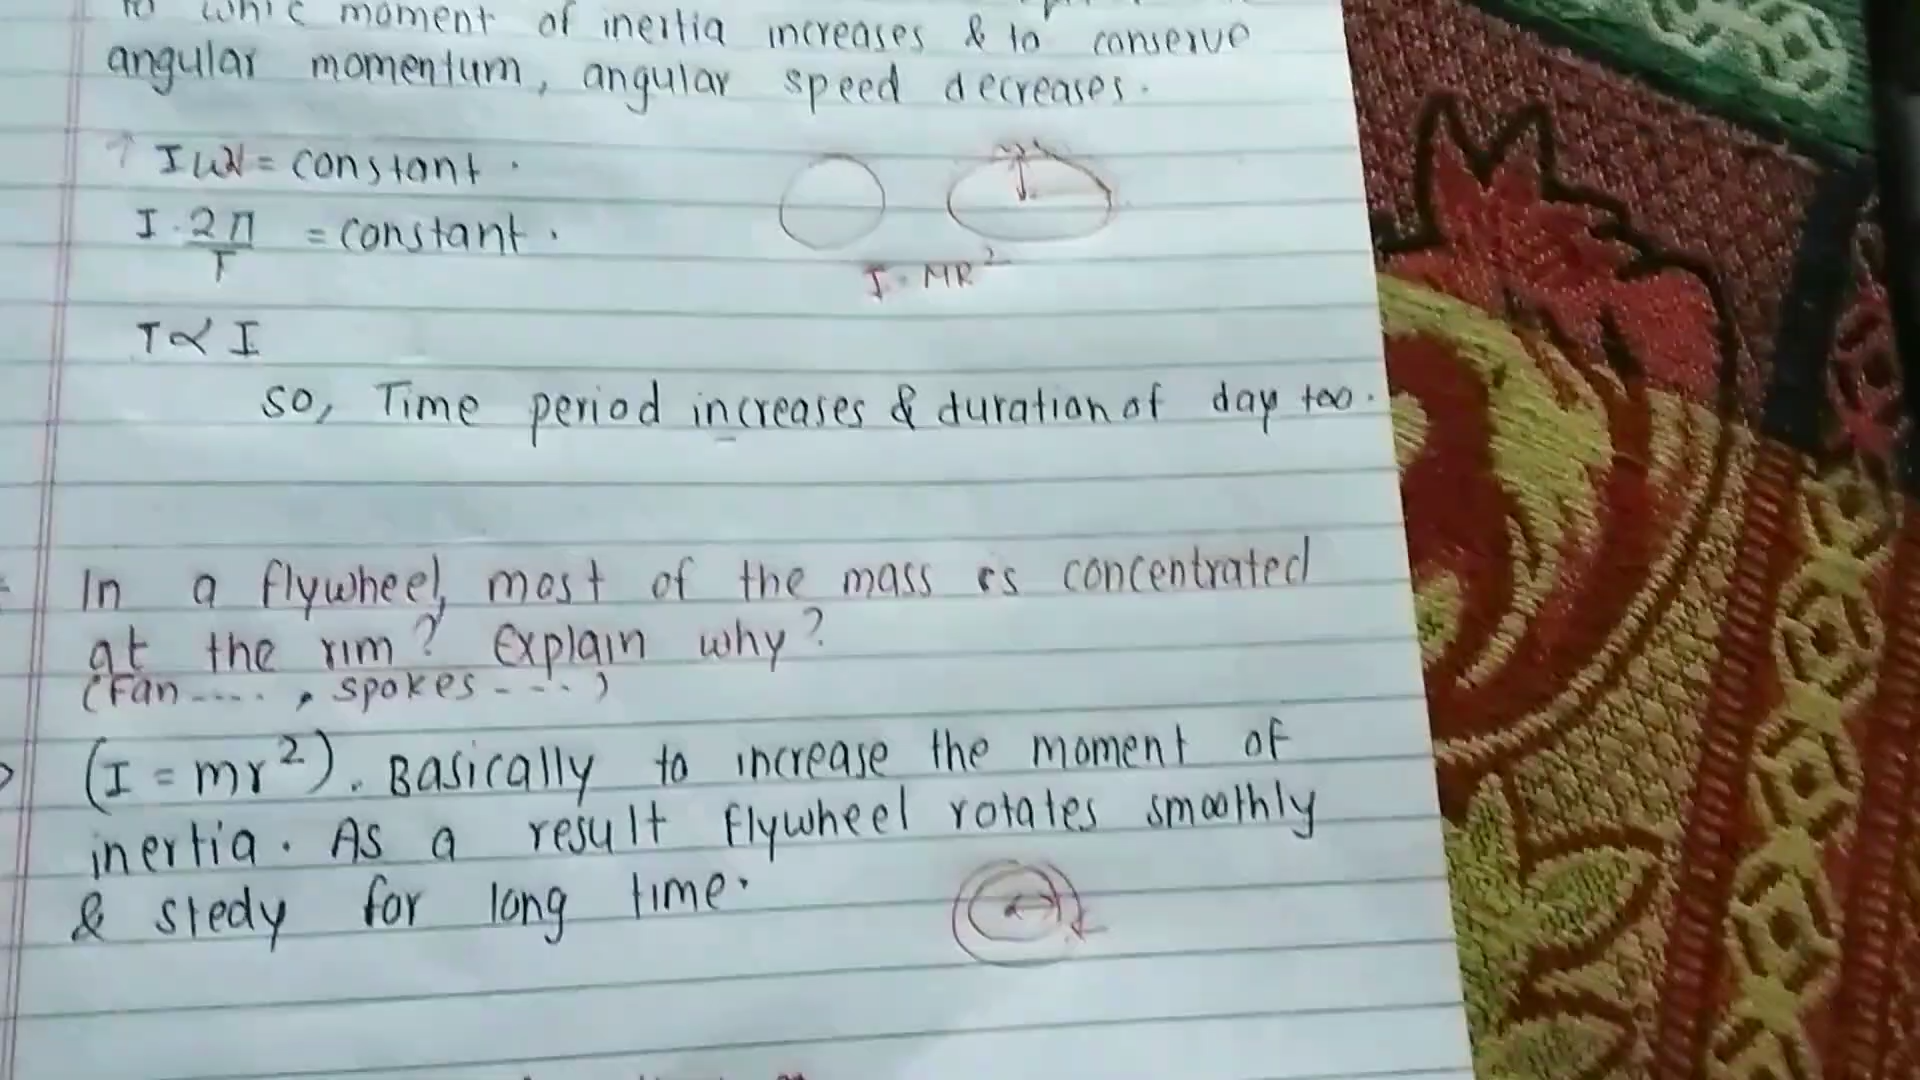 moment of inertia increases & to conserve
angular momentum, angular speed decreases.
↑ Iω↓ = constant.
I · 2π/T = constant.
I = MR²
T ∝ I
so, Time period increases & duration of day too.
In a flywheel, most of the mass is concentrated
at the rim? Explain why?
(Fan ...., spokes ----)
(I = mr²). Basically to increase the moment of
inertia. As a result flywheel rotates smoothly
& stedy for long time.